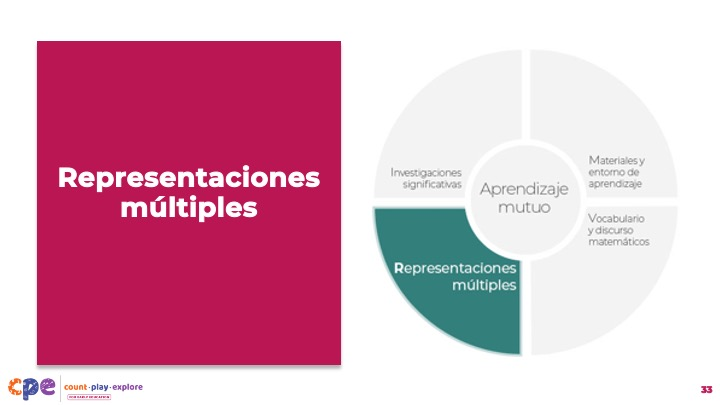 Representaciones
múltiples
Investigaciones
significativas
Materiales y
entorno de
aprendizaje
Aprendizaje
mutuo
Vocabulario
y discurso
matemáticos
Representaciones
múltiples
cpe
count·play·explore
33